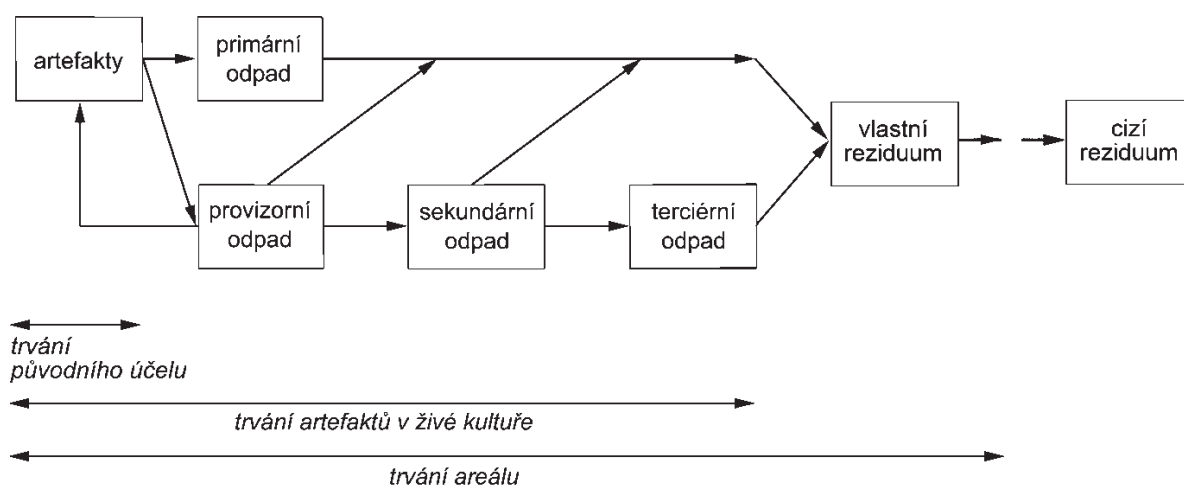 artefakty
primární
odpad
vlastní
reziduum
cizí
reziduum
provizorní
odpad
sekundární
odpad
terciérní
odpad
trvání
původního účelu
trvání artefaktů v živé kultuře
trvání areálu